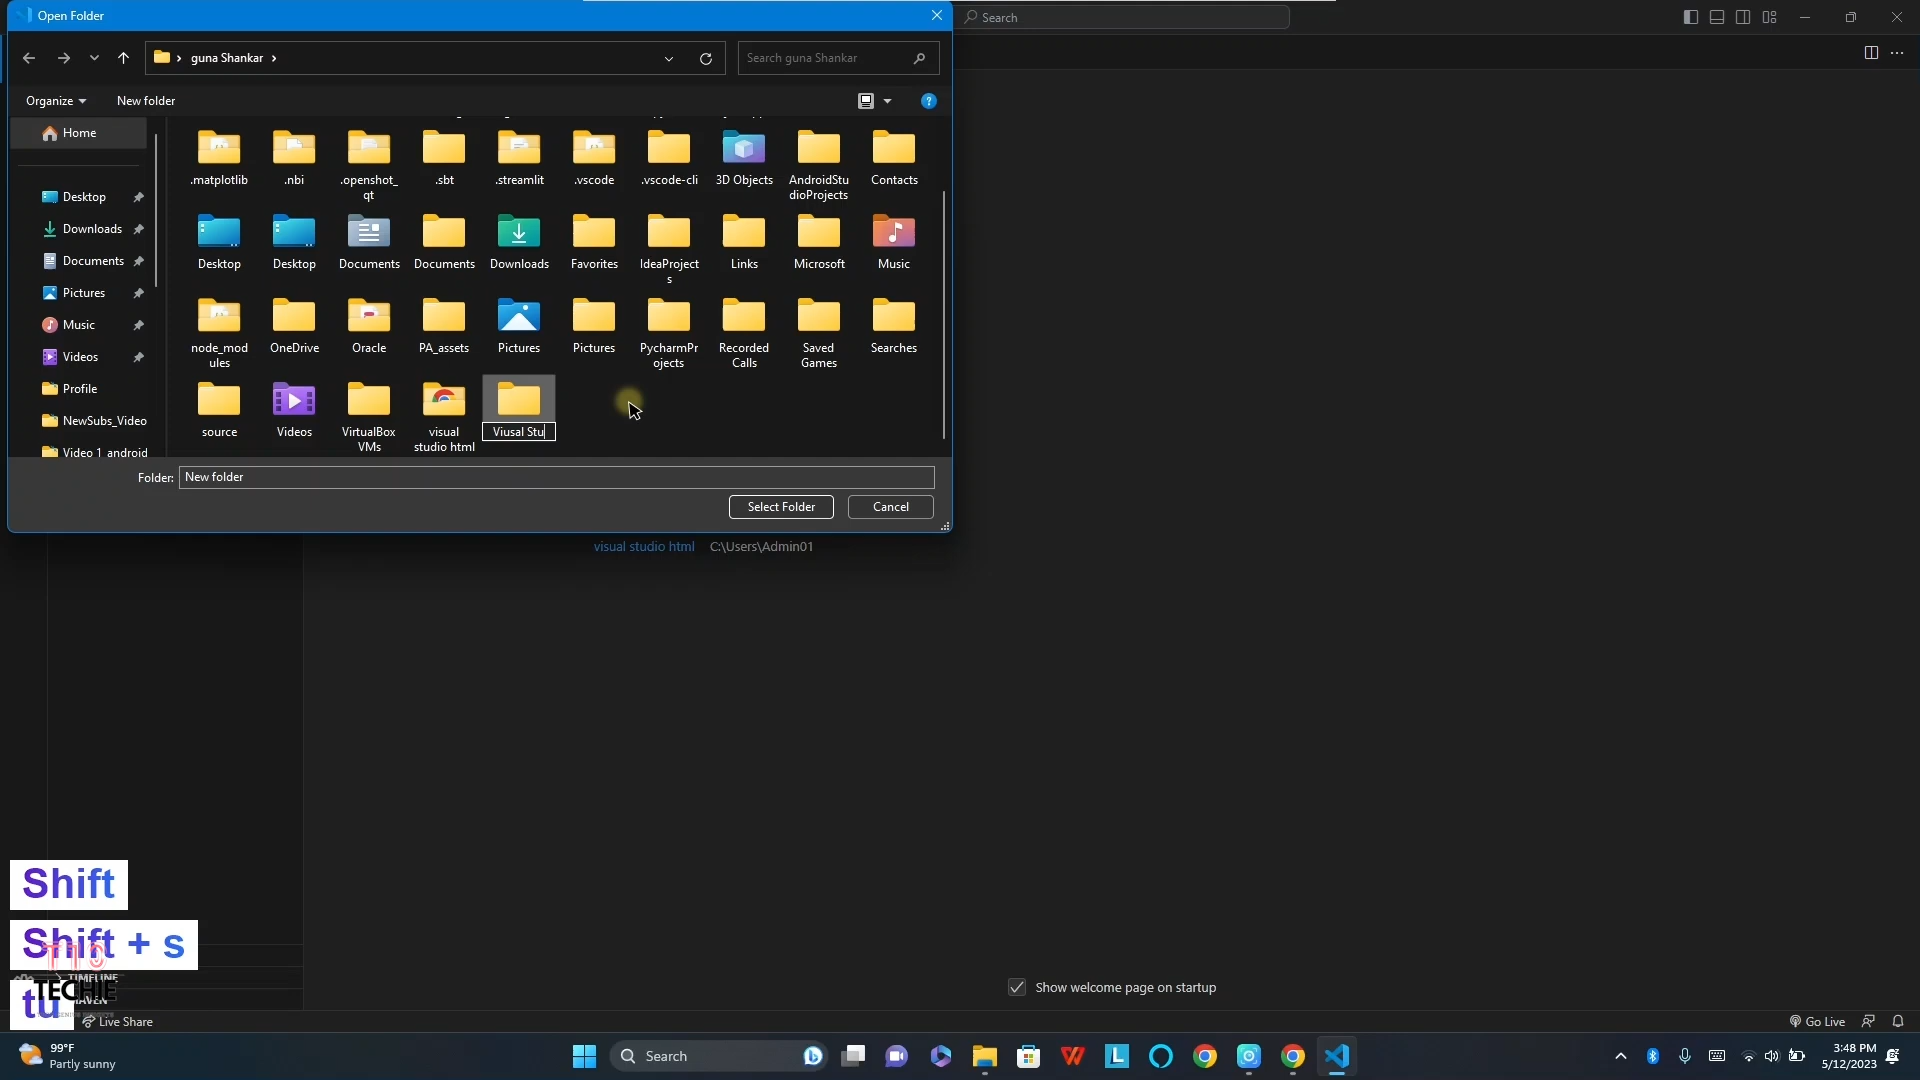 Open Folder
Search
guna Shankar
Search guna Shankar
Organize
New folder
Home
Desktop
Downloads
Documents
Pictures
Music
Videos
Profile
NewSubs_Video
Video 1 android
.matplotlib
.nbi
.openshot_
qt
.sbt
.streamlit
.vscode
.vscode-cli
3D Objects
AndroidStu
dioProjects
Contacts
Desktop
Desktop
Documents
Documents
Downloads
Favorites
IdeaProject
s
Links
Microsoft
Music
node_mod
ules
OneDrive
Oracle
PA_assets
Pictures
Pictures
PycharmPr
ojects
Recorded
Calls
Saved
Games
Searches
source
Videos
VirtualBox
VMs
visual
studio html
Viusal Stu
Folder:
New folder
Select Folder
Cancel
visual studio html C:\Users\Admin01
Shift
Shift + s
tu
TIMELINE
TECHIE
Live Share
Show welcome page on startup
Go Live
99°F
Partly sunny
Search
3:48 PM
5/12/2023